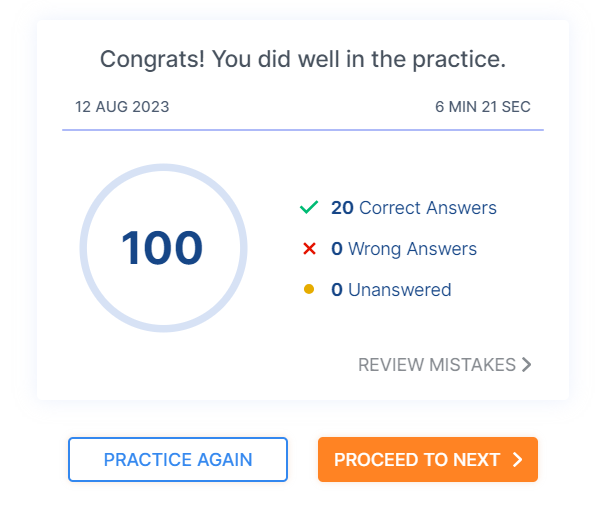 Congrats! You did well in the practice.
12 AUG 2023 6 MIN 21 SEC
100
20 Correct Answers
0 Wrong Answers
0 Unanswered
REVIEW MISTAKES
PRACTICE AGAIN PROCEED TO NEXT